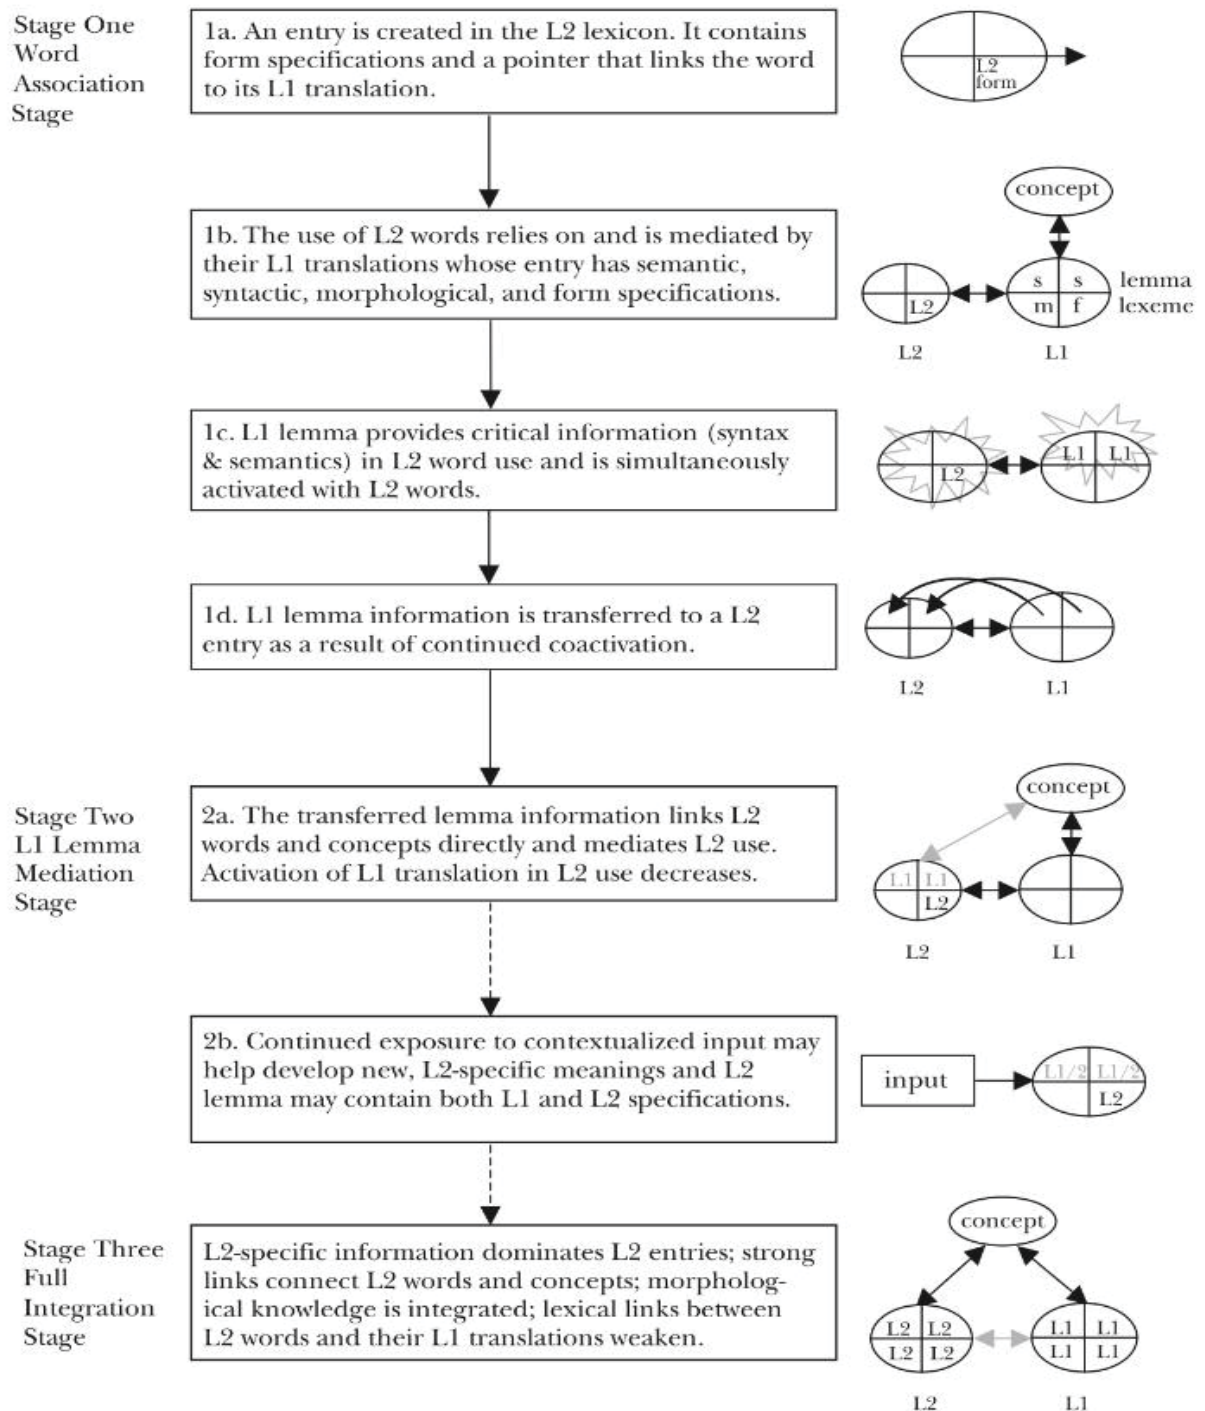 Stage One
Word
Association
Stage
1a. An entry is created in the L2 lexicon. It contains
form specifications and a pointer that links the word
to its L1 translation.
L2
form
1b. The use of L2 words relies on and is mediated by
their L1 translations whose entry has semantic,
syntactic, morphological, and form specifications.
concept
s s
m f
lemma
lexeme
L2
L2 L1
1c. L1 lemma provides critical information (syntax
& semantics) in L2 word use and is simultaneously
activated with L2 words.
L2
L1 L1
1d. L1 lemma information is transferred to a L2
entry as a result of continued coactivation.
L2 L1
Stage Two
L1 Lemma
Mediation
Stage
2a. The transferred lemma information links L2
words and concepts directly and mediates L2 use.
Activation of L1 translation in L2 use decreases.
concept
L1 L1
L2
L2 L1
2b. Continued exposure to contextualized input may
help develop new, L2-specific meanings and L2
lemma may contain both L1 and L2 specifications.
input
L1/2 L1/2
L2
Stage Three
Full
Integration
Stage
L2-specific information dominates L2 entries; strong
links connect L2 words and concepts; morpholog-
ical knowledge is integrated; lexical links between
L2 words and their L1 translations weaken.
concept
L2 L2
L2 L2
L1 L1
L1 L1
L2 L1